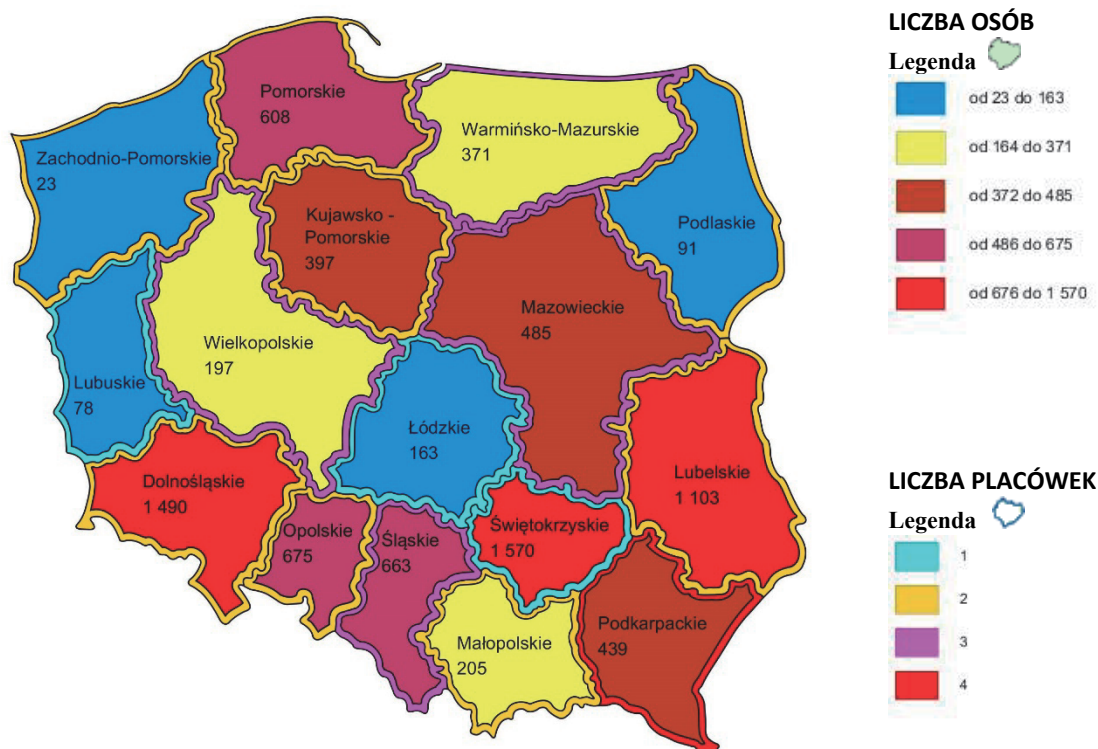 Pomorskie
608
Warmińsko-Mazurskie
371
Zachodnio-Pomorskie
23
Kujawsko -
Pomorskie
397
Podlaskie
91
Mazowieckie
485
Wielkopolskie
197
Lubuskie
78
Łódzkie
163
Dolnośląskie
1 490
Lubelskie
1 103
Opolskie
675
Śląskie
663
Świętokrzyskie
1 570
Małopolskie
205
Podkarpackie
439
LICZBA OSÓB
Legenda
od 23 do 163
od 164 do 371
od 372 do 485
od 486 do 675
od 676 do 1 570
LICZBA PLACÓWEK
Legenda
1
2
3
4